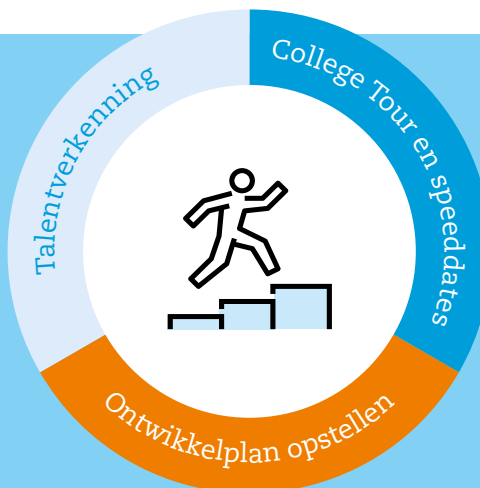 Talentverkenning
College Tour en speeddates
Ontwikkelplan opstellen